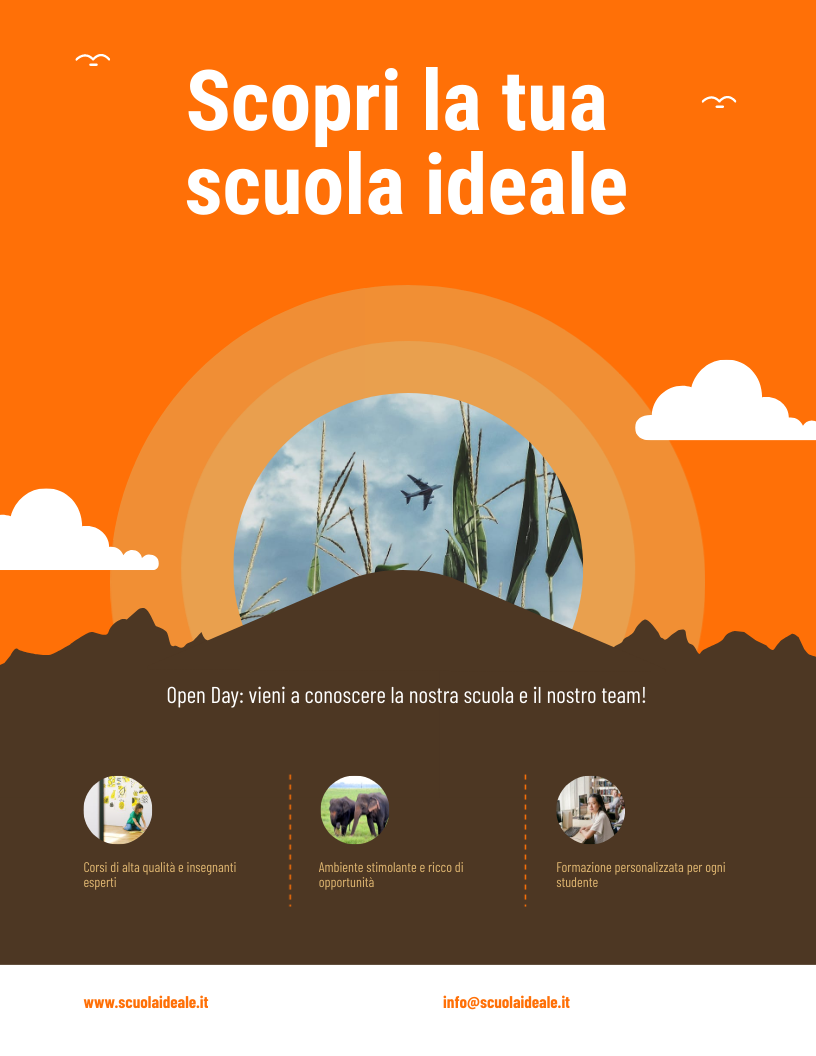 Scopri la tua
scuola ideale
Open Day: vieni a conoscere la nostra scuola e il nostro team!
Corsi di alta qualità e insegnanti
esperti
Ambiente stimolante e ricco di
opportunità
Formazione personalizzata per ogni
studente
www.scuolaideale.it
info@scuolaideale.it